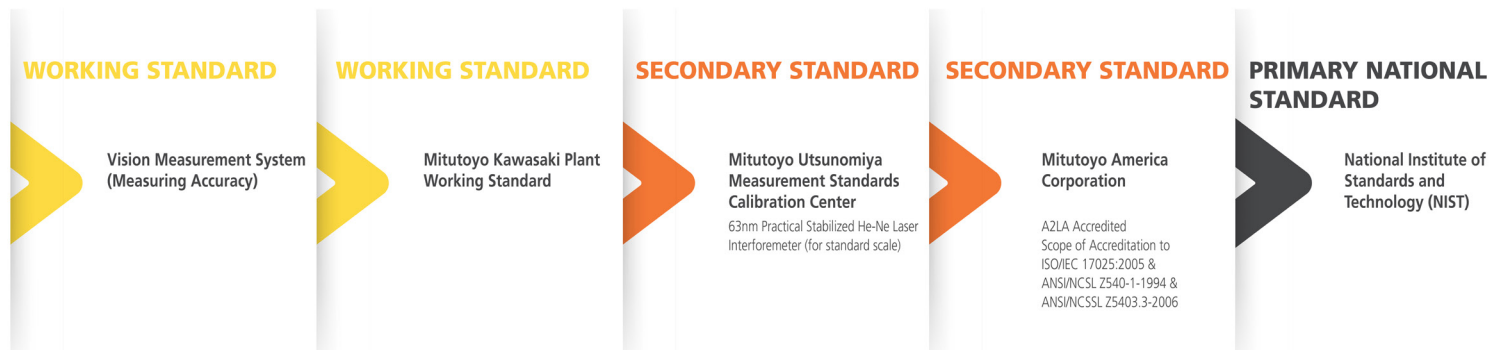 WORKING STANDARD
Vision Measurement System
(Measuring Accuracy)
WORKING STANDARD
Mitutoyo Kawasaki Plant
Working Standard
SECONDARY STANDARD
Mitutoyo Utsunomiya
Measurement Standards
Calibration Center
63nm Practical Stabilized He-Ne Laser
Interforemeter (for standard scale)
SECONDARY STANDARD
Mitutoyo America
Corporation
A2LA Accredited
Scope of Accreditation to
ISO/IEC 17025:2005 &
ANSI/NCSL Z540-1-1994 &
ANSI/NCSSL Z5403.3-2006
PRIMARY NATIONAL
STANDARD
National Institute of
Standards and
Technology (NIST)